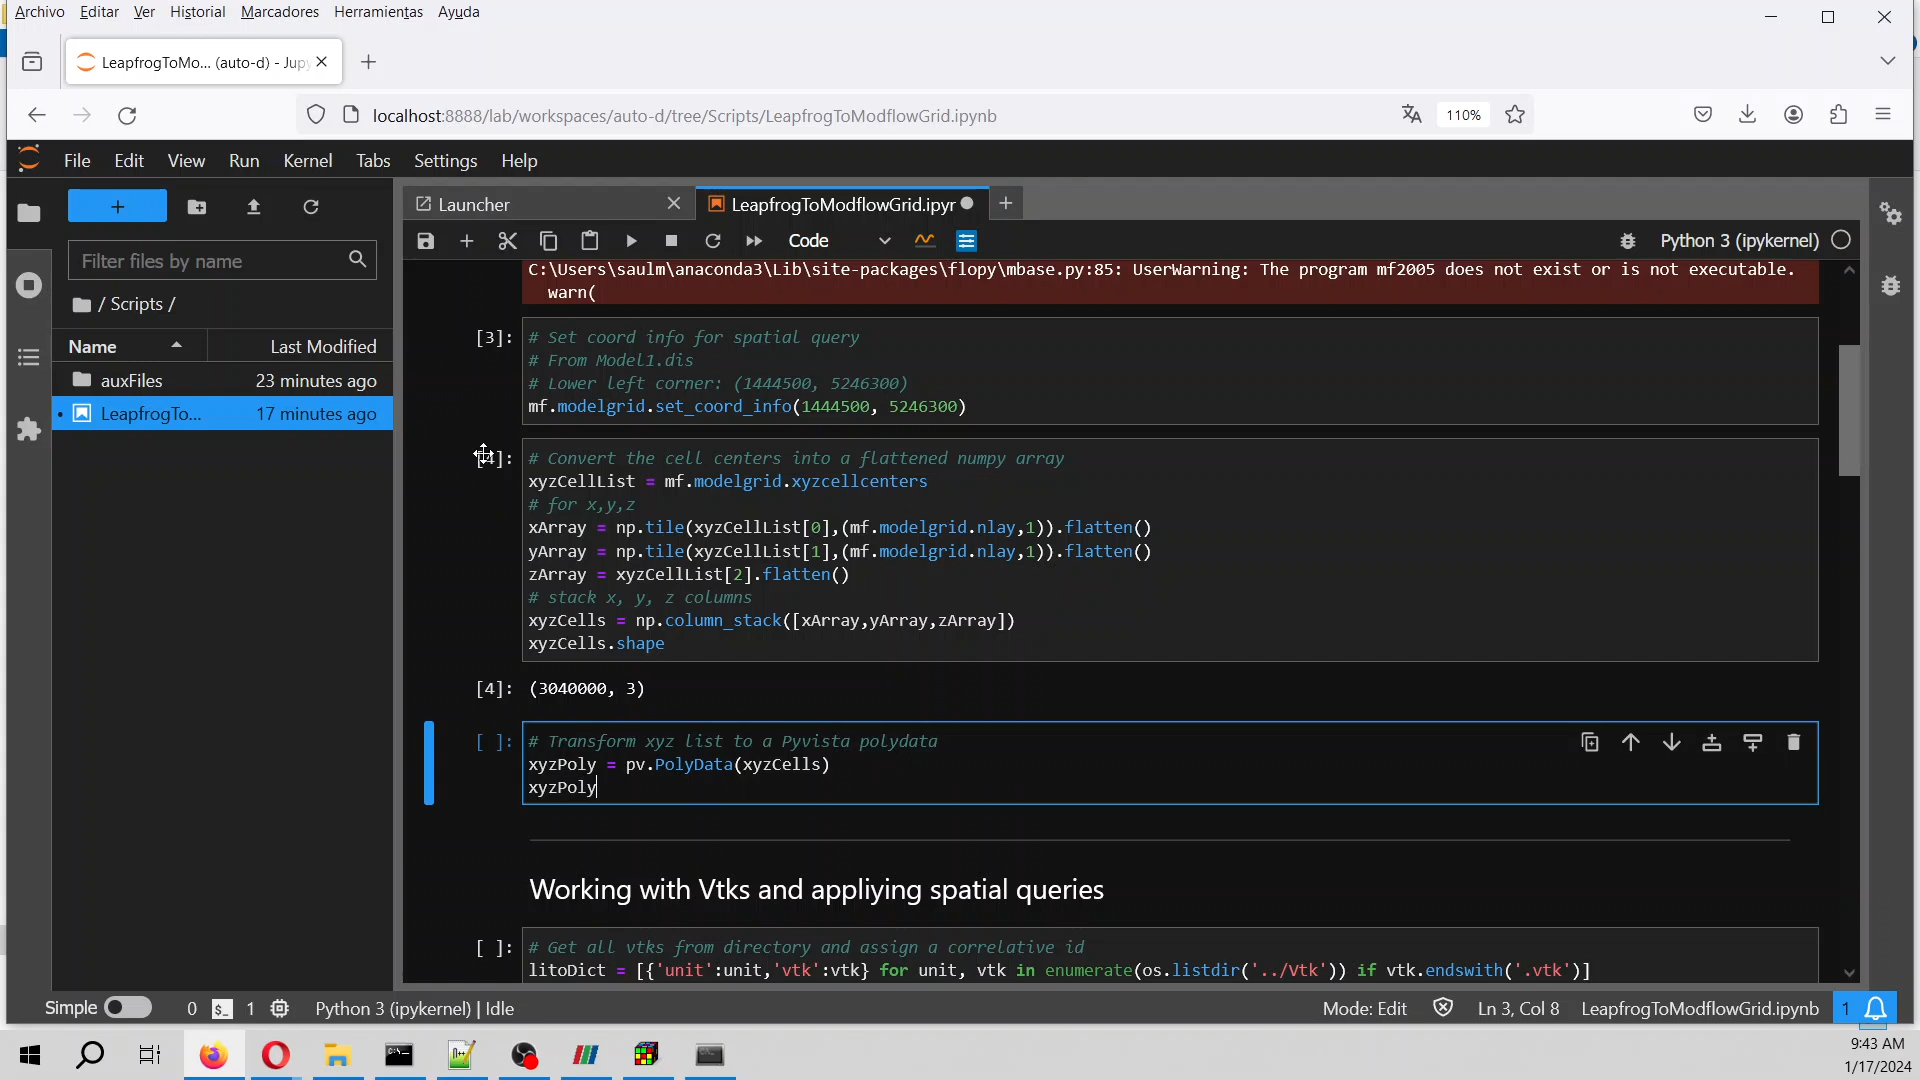 Archivo Editar Ver Historial Marcadores Herramientas Ayuda
LeapfrogToMo... (auto-d) - Jup
localhost:8888/lab/workspaces/auto-d/tree/Scripts/LeapfrogToModflowGrid.ipynb 110%
File Edit View Run Kernel Tabs Settings Help
Launcher LeapfrogToModflowGrid.ipyr
Code Python 3 (ipykernel)
Filter files by name
/ Scripts /
Name Last Modified
auxFiles 23 minutes ago
LeapfrogTo... 17 minutes ago
C:\Users\saulm\anaconda3\Lib\site-packages\flopy\mbase.py:85: UserWarning: The program mf2005 does not exist or is not executable.
warn(
[3]: # Set coord info for spatial query
# From Model1.dis
# Lower left corner: (1444500, 5246300)
mf.modelgrid.set_coord_info(1444500, 5246300)
[4]: # Convert the cell centers into a flattened numpy array
xyzCellList = mf.modelgrid.xyzcellcenters
# for x,y,z
xArray = np.tile(xyzCellList[0],(mf.modelgrid.nlay,1)).flatten()
yArray = np.tile(xyzCellList[1],(mf.modelgrid.nlay,1)).flatten()
zArray = xyzCellList[2].flatten()
# stack x, y, z columns
xyzCells = np.column_stack([xArray,yArray,zArray])
xyzCells.shape
[4]: (3040000, 3)
[ ]: # Transform xyz list to a Pyvista polydata
xyzPoly = pv.PolyData(xyzCells)
xyzPoly
Working with Vtks and appliying spatial queries
[ ]: # Get all vtks from directory and assign a correlative id
litoDict = [{'unit':unit,'vtk':vtk} for unit, vtk in enumerate(os.listdir('../Vtk')) if vtk.endswith('.vtk')]
Simple 0 1 Python 3 (ipykernel) | Idle Mode: Edit Ln 3, Col 8 LeapfrogToModflowGrid.ipynb 1
9:43 AM
1/17/2024